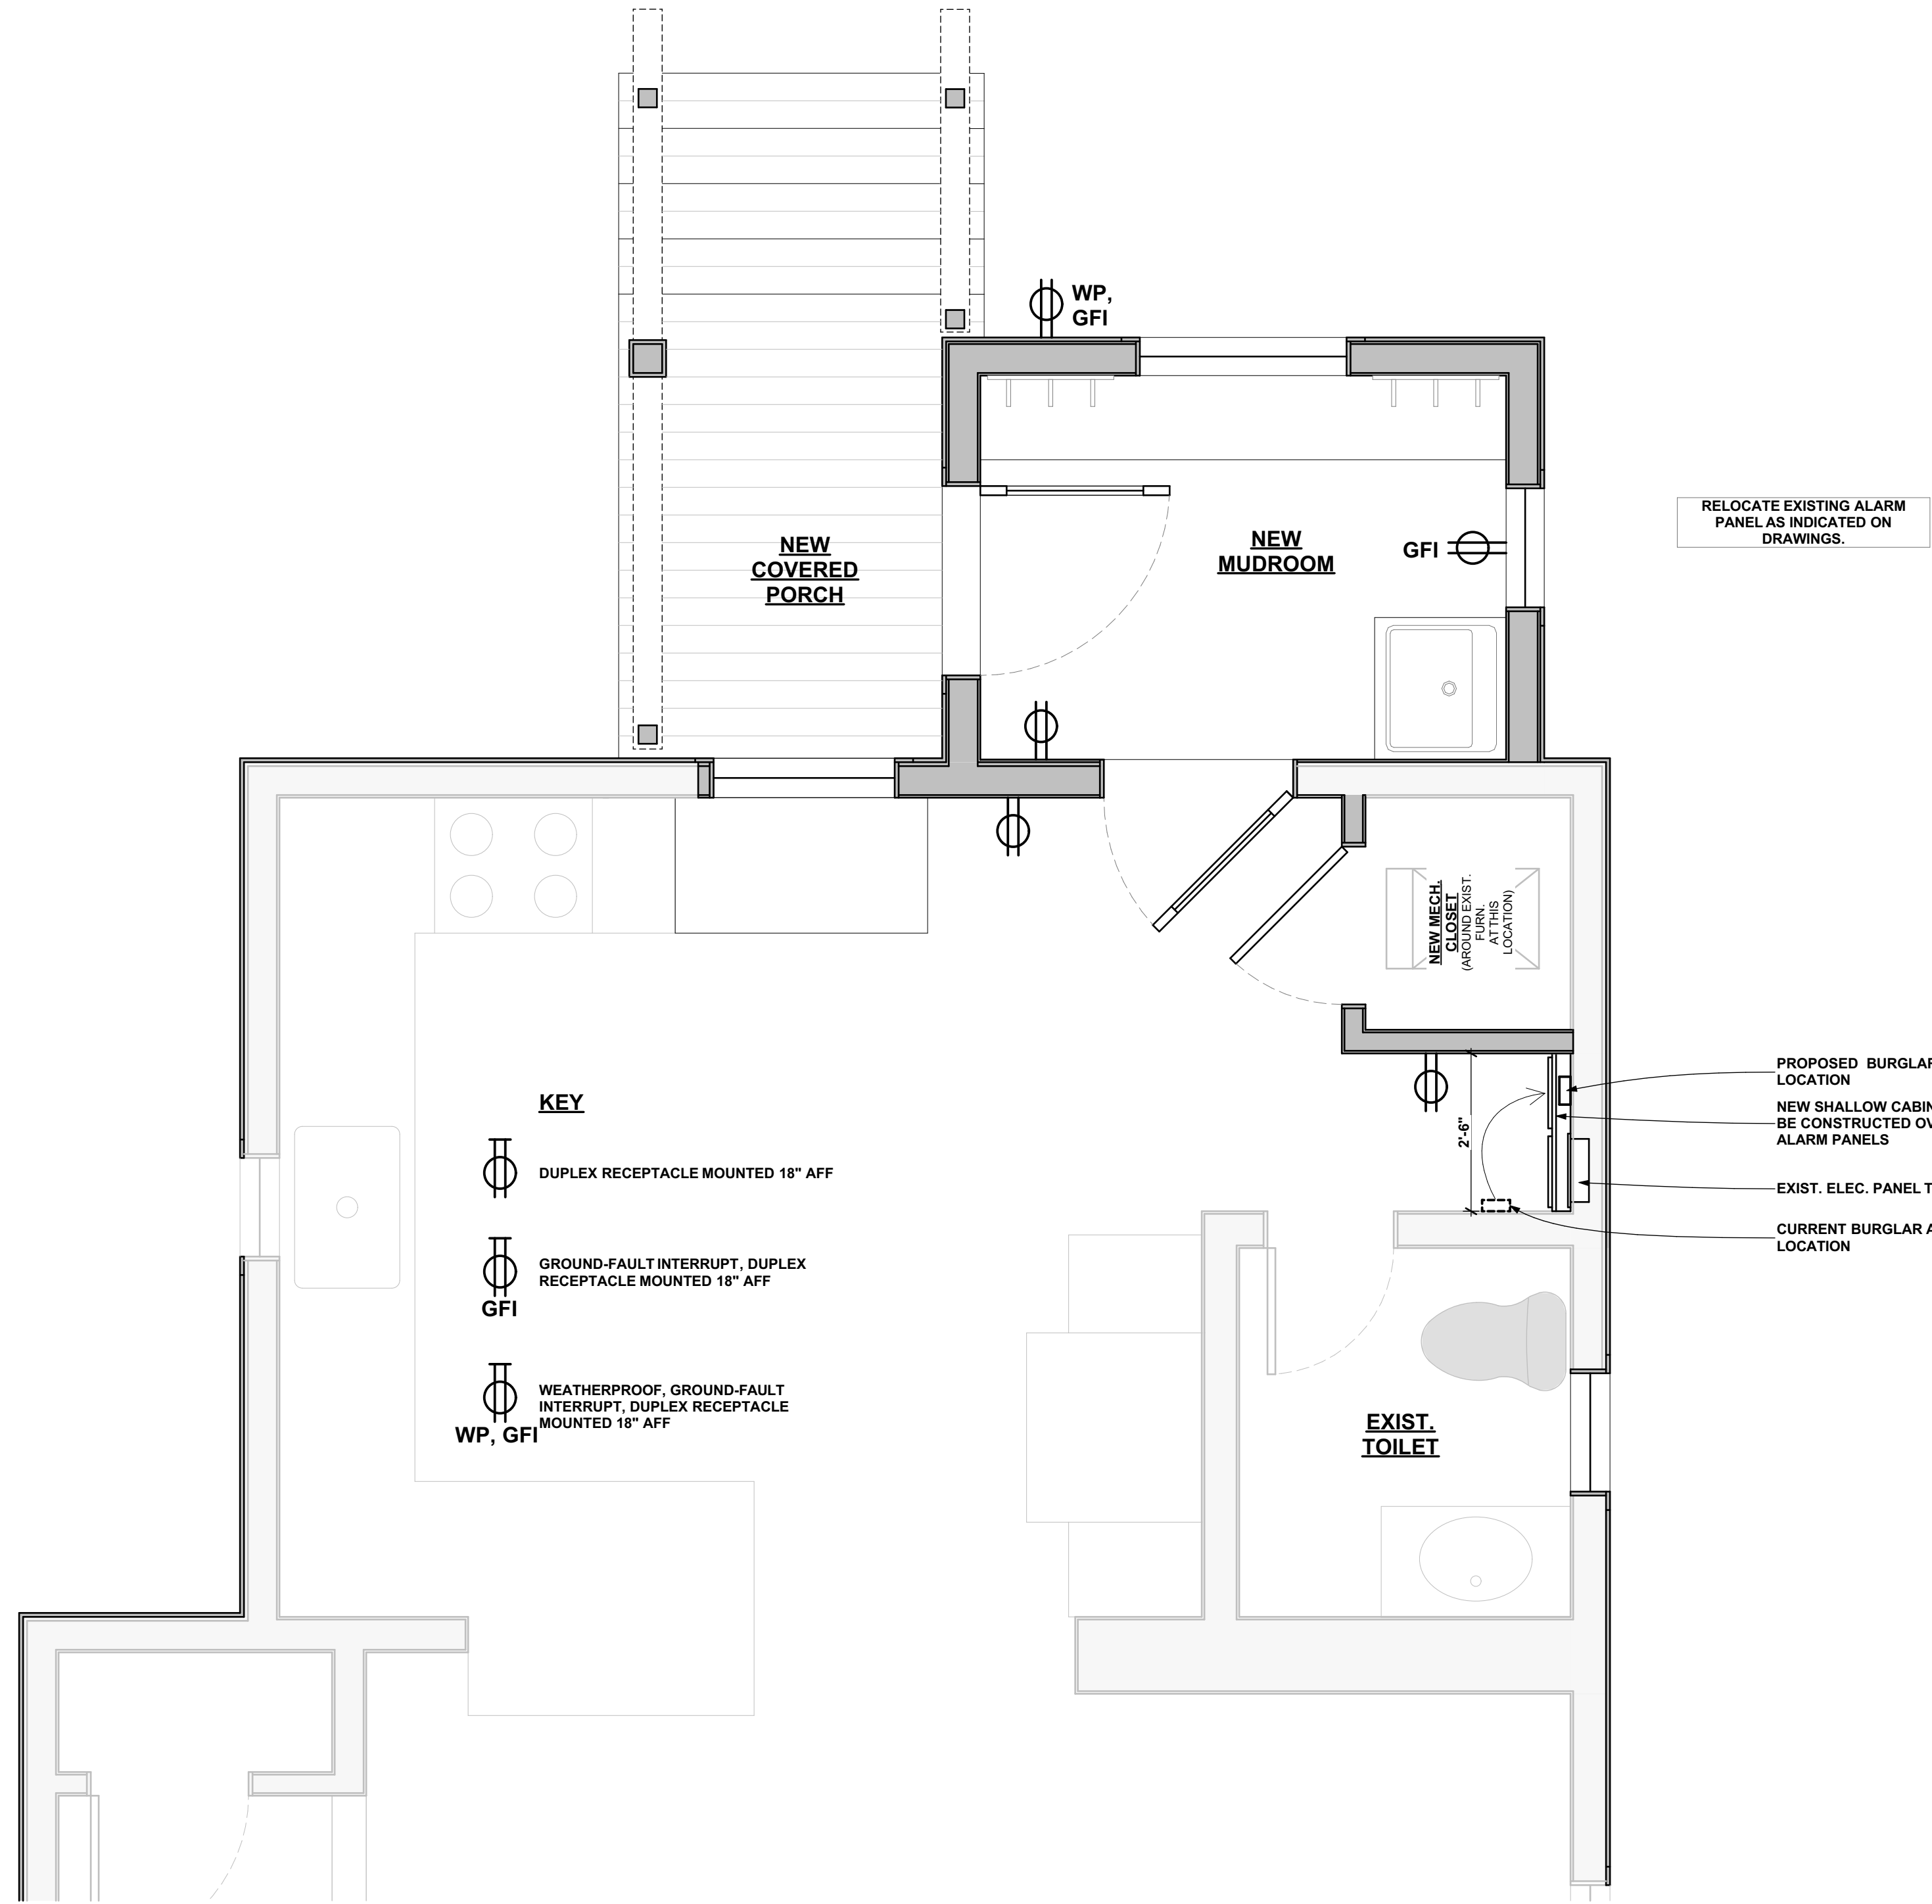 WP,
GFI
RELOCATE EXISTING ALARM
PANEL AS INDICATED ON
DRAWINGS.
NEW
COVERED
PORCH
NEW
MUDROOM
GFI
NEW MECH.
CLOSET
(AROUND EXIST.
FURN.
AT THIS
LOCATION)
PROPOSED BURGLAR
LOCATION
NEW SHALLOW CABIN
BE CONSTRUCTED OV
ALARM PANELS
2'-6"
EXIST. ELEC. PANEL T
CURRENT BURGLAR A
LOCATION
KEY
DUPLEX RECEPTACLE MOUNTED 18" AFF
GROUND-FAULT INTERRUPT, DUPLEX
RECEPTACLE MOUNTED 18" AFF
GFI
WEATHERPROOF, GROUND-FAULT
INTERRUPT, DUPLEX RECEPTACLE
MOUNTED 18" AFF
WP, GFI
EXIST.
TOILET